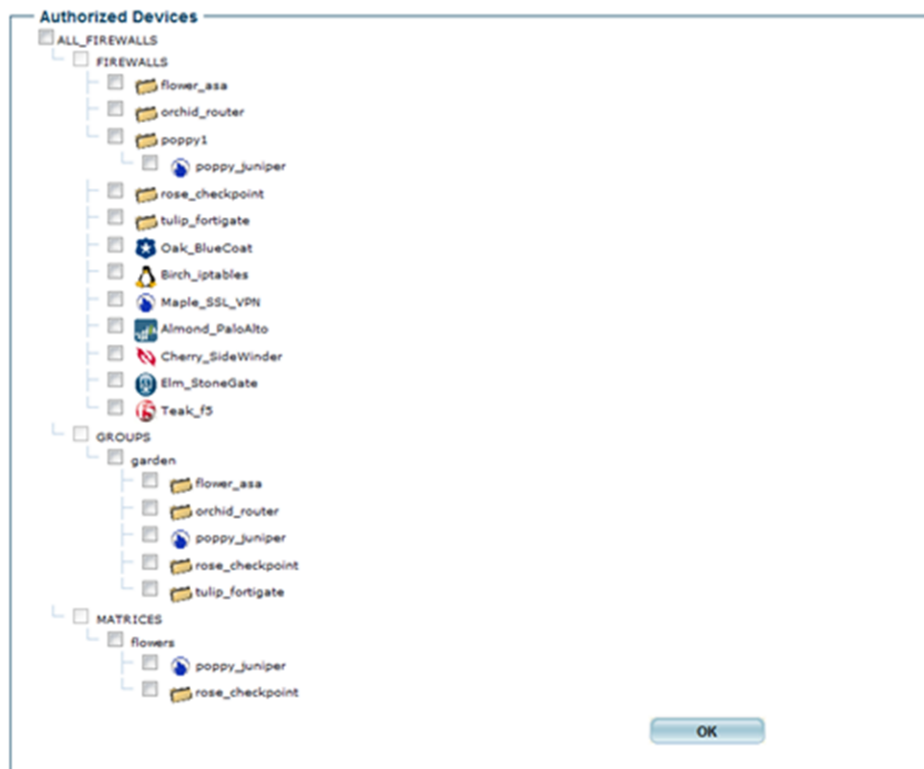 Authorized Devices
ALL_FIREWALLS
FIREWALLS
flower_asa
orchid_router
poppy1
poppy_juniper
rose_checkpoint
tulip_fortigate
Oak_BlueCoat
Birch_iptables
Maple_SSL_VPN
Almond_PaloAlto
Cherry_SideWinder
Elm_StoneGate
Teak_f5
GROUPS
garden
flower_asa
orchid_router
poppy_juniper
rose_checkpoint
tulip_fortigate
MATRICES
flowers
poppy_juniper
rose_checkpoint
OK